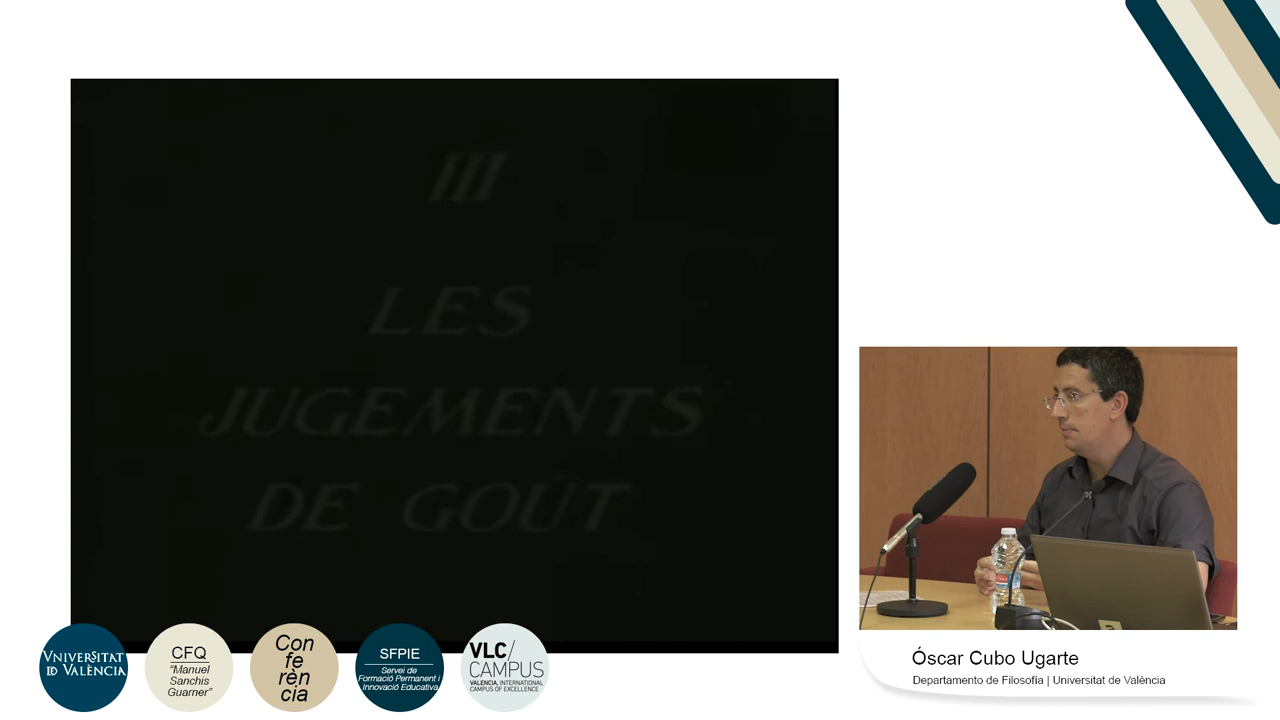 III
LES
JUGEMENTS
DE GOÛT
VNIVERSITAT
D VALÈNCIA
CFQ
"Manuel
Sanchis
Guarner"
Con
fe
rèn
cia
SFPIE
Servei de
Formació Permanent i
Innovació Educativa
VLC/
CAMPUS
VALENCIA, INTERNATIONAL
CAMPUS OF EXCELLENCE
Óscar Cubo Ugarte
Departamento de Filosofía | Universitat de València